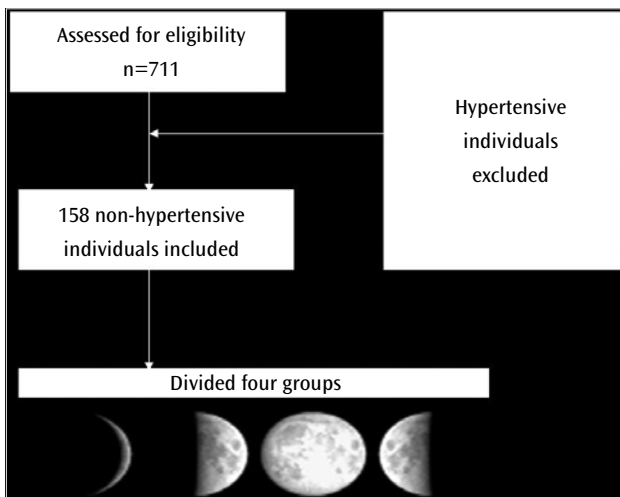 Assessed for eligibility
n=711
Hypertensive
individuals
excluded
158 non-hypertensive
individuals included
Divided four groups